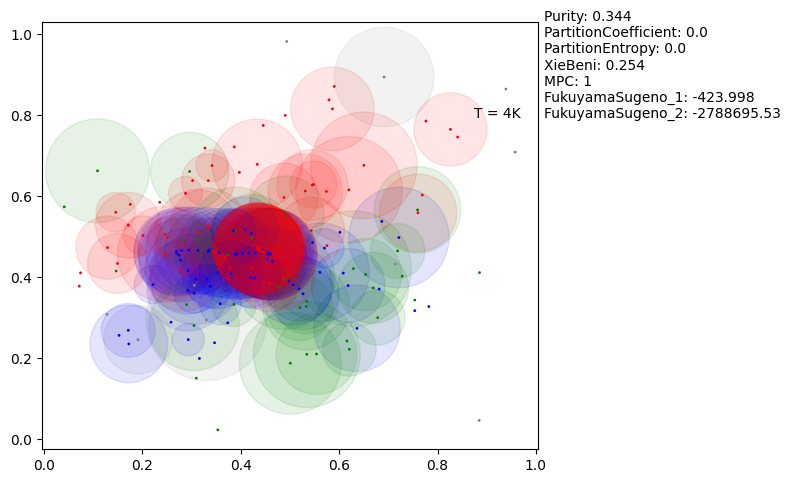 Purity: 0.344
PartitionCoefficient: 0.0
PartitionEntropy: 0.0
XieBeni: 0.254
MPC: 1
FukuyamaSugeno_1: -423.998
FukuyamaSugeno_2: -2788695.53
T = 4K
1.0
0.8
0.6
0.4
0.2
0.0
0.0 0.2 0.4 0.6 0.8 1.0